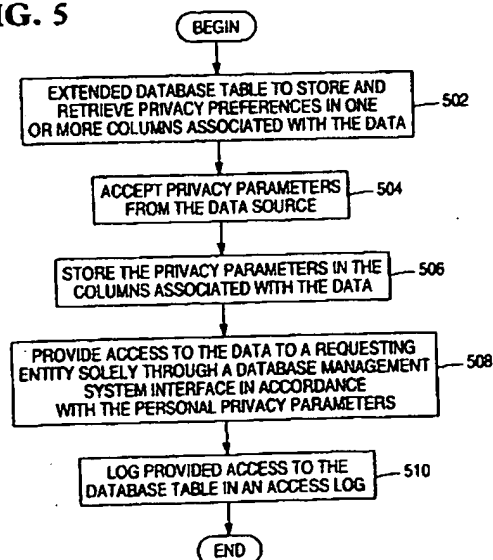 IG. 5
BEGIN
EXTENDED DATABASE TABLE TO STORE AND
RETRIEVE PRIVACY PREFERENCES IN ONE
OR MORE COLUMNS ASSOCIATED WITH THE DATA
502
ACCEPT PRIVACY PARAMETERS
FROM THE DATA SOURCE
504
STORE THE PRIVACY PARAMETERS IN THE
COLUMNS ASSOCIATED WITH THE DATA
506
PROVIDE ACCESS TO THE DATA TO A REQUESTING
ENTITY SOLELY THROUGH A DATABASE MANAGEMENT
SYSTEM INTERFACE IN ACCORDANCE
WITH THE PERSONAL PRIVACY PARAMETERS
508
LOG PROVIDED ACCESS TO THE
DATABASE TABLE IN AN ACCESS LOG
510
END